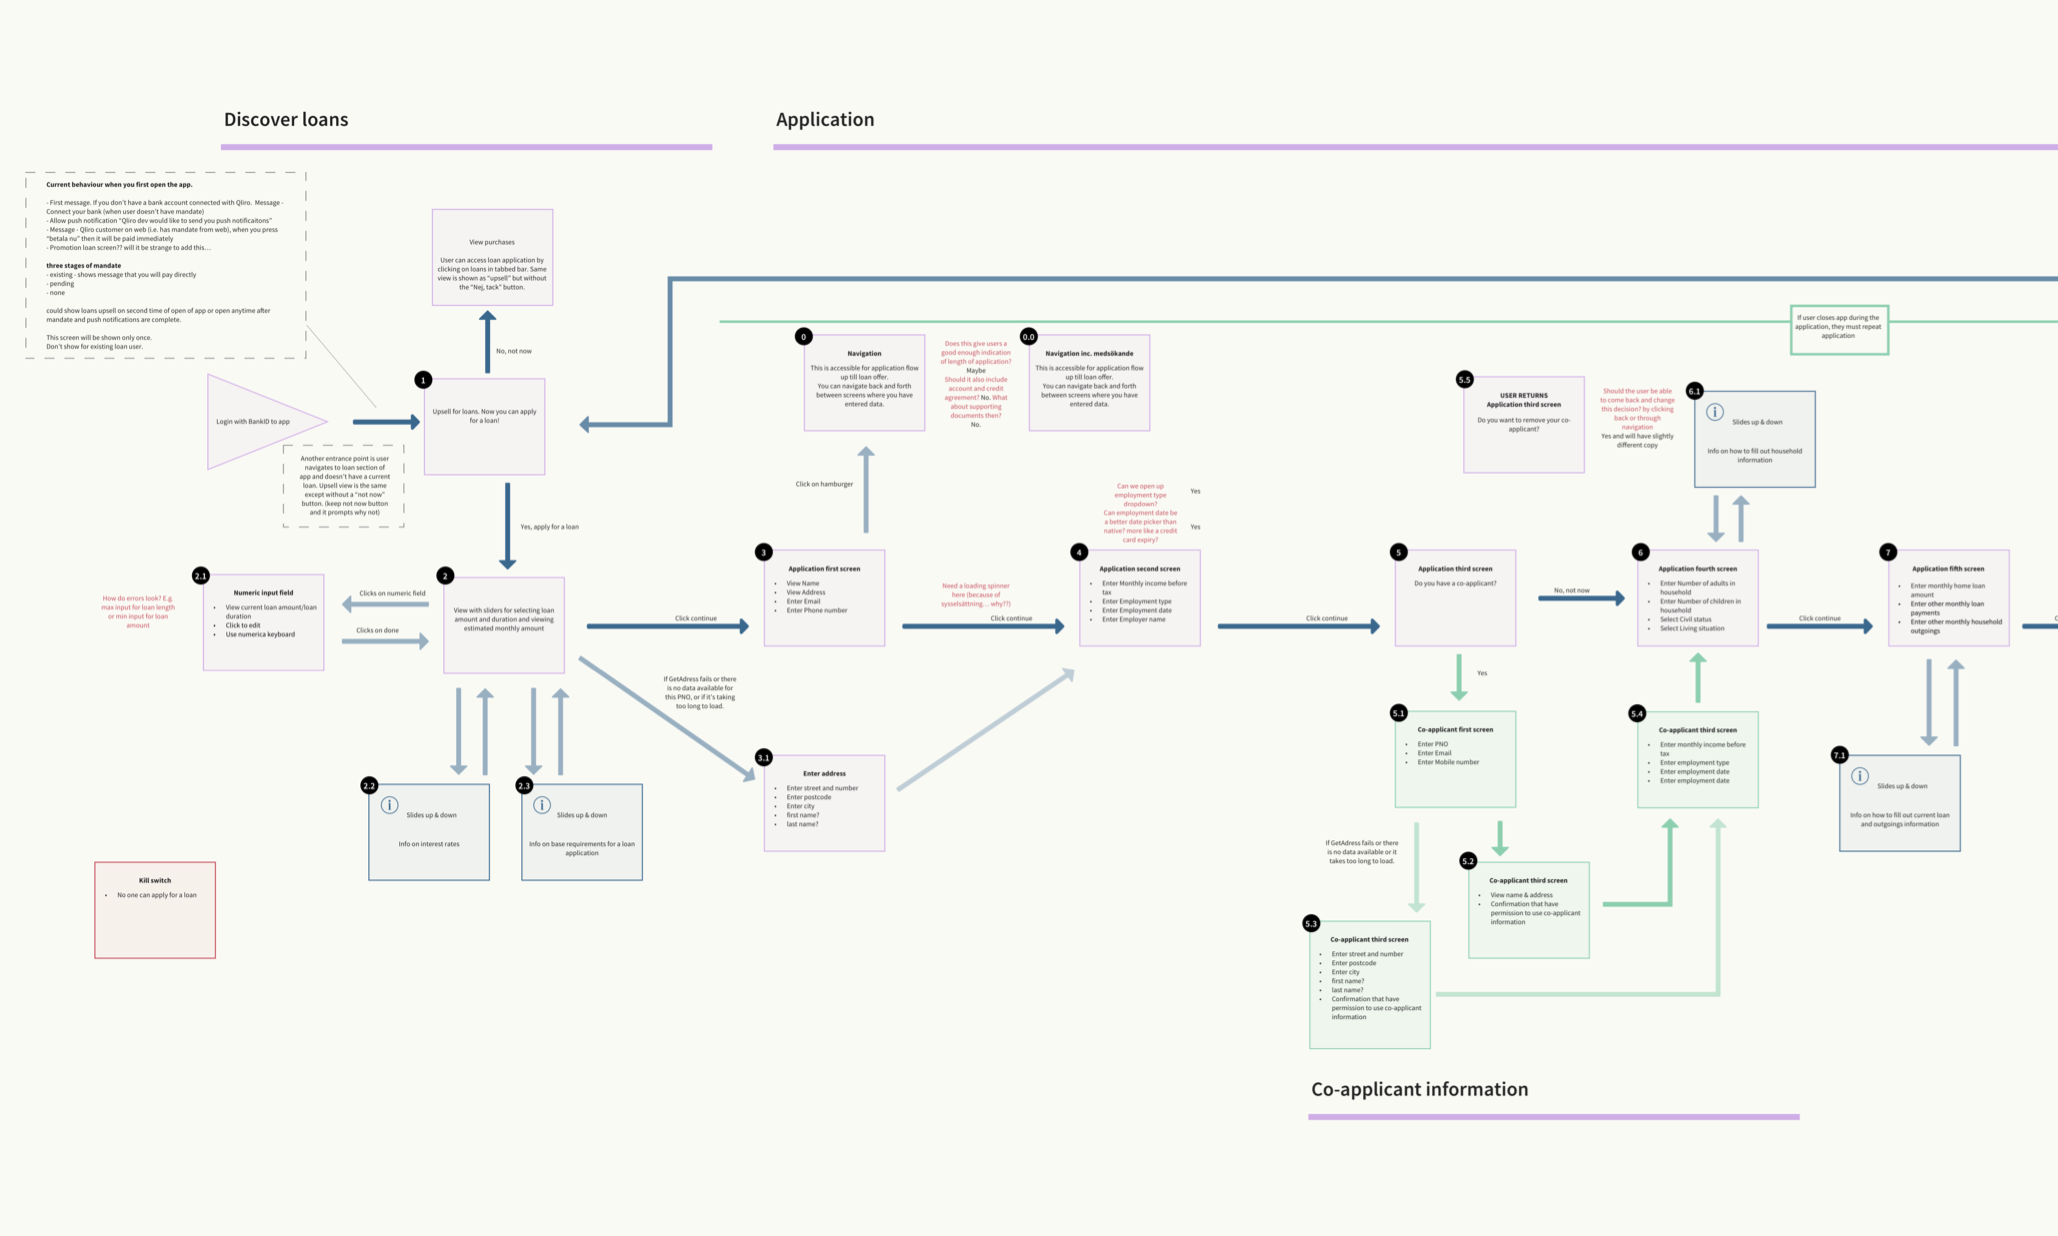 Discover loans
Application
Current behaviour when you first open the app.
- First message. If you don't have a bank account connected with Qliro. Message -
Connect your bank (when user doesn't have mandate)
- Allow push notification "Qliro dev would like to send you push notificaitons"
- Message - Qliro customer on web (i.e. has mandate from web), when you press
"betala nu" then it will be paid immediately
- Promotion loan screen?? will it be strange to add this...
three stages of mandate
- existing - shows message that you will pay directly
- pending
- none
could show loans upsell on second time of open of app or open anytime after
mandate and push notifications are complete.
This screen will be shown only once.
Don't show for existing loan user.
View purchases
User can access loan application by
clicking on loans in tabbed bar. Same
view is shown as "upsell" but without
the "Nej, tack" button.
No, not now
1
Upsell for loans. Now you can apply
for a loan!
Login with BankID to app
Another entrance point is user
navigates to loan section of
app and doesn't have a current
loan. Upsell view is the same
except without a "not now"
button. (keep not now button
and it prompts why not)
Yes, apply for a loan
How do errors look? E.g.
max input for loan length
or min input for loan
amount
2.1
Numeric input field
• View current loan amount/loan
duration
• Click to edit
• Use numerica keyboard
Clicks on numeric field
Clicks on done
2
View with sliders for selecting loan
amount and duration and viewing
estimated monthly amount
2.2
Slides up & down
Info on interest rates
2.3
Slides up & down
Info on base requirements for a loan
application
Kill switch
• No one can apply for a loan
Click continue
If GetAdress fails or there
is no data available for
this PNO, or if it's taking
too long to load.
0
Navigation
This is accessible for application flow
up till loan offer.
You can navigate back and forth
between screens where you have
entered data.
Does this give users a
good enough indication
of length of application?
Maybe
Should it also include
account and credit
agreement? No. What
about supporting
documents then?
No.
0.0
Navigation inc. medsökande
This is accessible for application flow
up till loan offer.
You can navigate back and forth
between screens where you have
entered data.
Click on hamburger
3
Application first screen
• View Name
• View Address
• Enter Email
• Enter Phone number
3.1
Enter address
• Enter street and number
• Enter postcode
• Enter city
• first name?
• last name?
Need a loading spinner
here (because of
sysselsättning... why??)
Click continue
Can we open up
employment type
dropdown?
Can employment date be
a better date picker than
native? more like a credit
card expiry?
Yes
Yes
4
Application second screen
• Enter Monthly income before
tax
• Enter Employment type
• Enter Employment date
• Enter Employer name
Click continue
If user closes app during the
application, they must repeat
application
5.5
USER RETURNS
Application third screen
Do you want to remove your co-
applicant?
Should the user be able
to come back and change
this decision? by clicking
back or through
navigation
Yes and will have slightly
different copy
6.1
Slides up & down
Info on how to fill out household
information
5
Application third screen
Do you have a co-applicant?
No, not now
Yes
6
Application fourth screen
• Enter Number of adults in
household
• Enter Number of children in
household
• Select Civil status
• Select Living situation
Click continue
7
Application fifth screen
• Enter monthly home loan
amount
• Enter other monthly loan
payments
• Enter other monthly household
outgoings
C
7.1
Slides up & down
Info on how to fill out current loan
and outgoings information
5.1
Co-applicant first screen
• Enter PNO
• Enter Email
• Enter Mobile number
5.4
Co-applicant third screen
• Enter monthly income before
tax
• Enter employment type
• Enter employment date
• Enter employment date
If GetAdress fails or there
is no data available or it
takes too long to load.
5.2
Co-applicant third screen
• View name & address
• Confirmation that have
permission to use co-applicant
information
5.3
Co-applicant third screen
• Enter street and number
• Enter postcode
• Enter city
• first name?
• last name?
• Confirmation that have
permission to use co-applicant
information
Co-applicant information